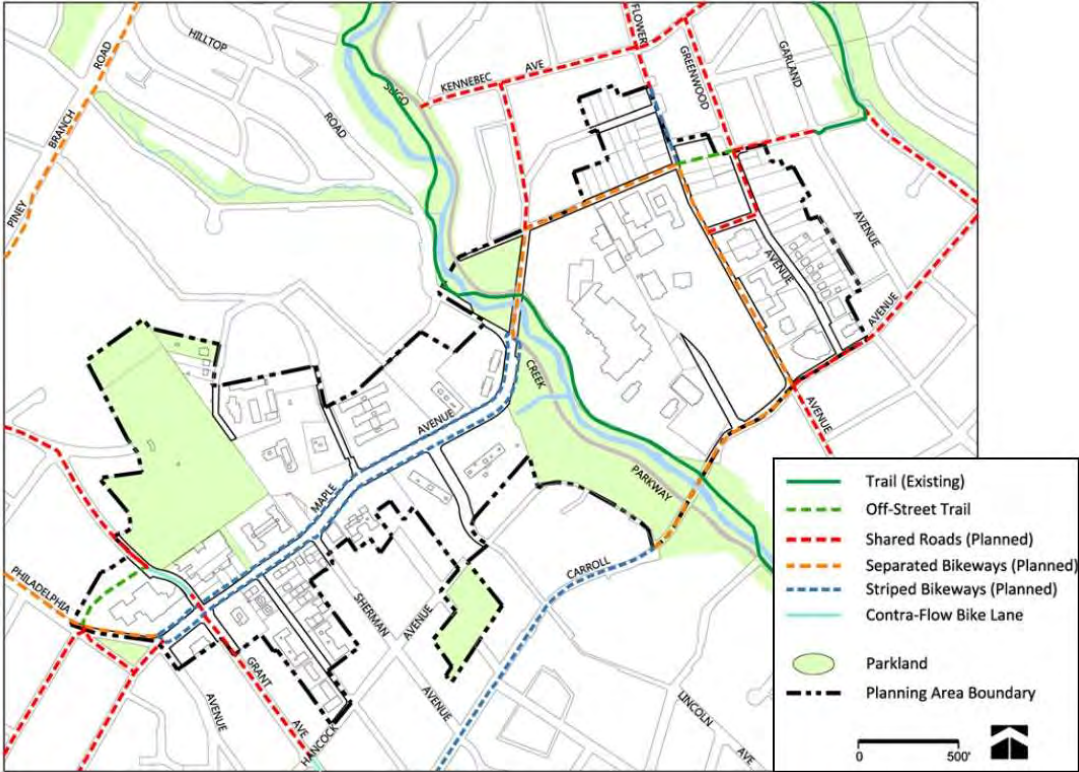 HILLTOP
ROAD
PINEY
BRANCH
ROAD
SLIGO
KENNEBEC
AVE
FLOWER
GREENWOOD
GARLAND
AVENUE
AVENUE
AVENUE
AVENUE
CREEK
PARKWAY
MAPLE
AVENUE
CARROLL
PHILADELPHIA
GRANT
AVE
SHERMAN
AVENUE
AVENUE
HANCOCK
AVENUE
LINCOLN
AVE
Trail (Existing)
Off-Street Trail
Shared Roads (Planned)
Separated Bikeways (Planned)
Striped Bikeways (Planned)
Contra-Flow Bike Lane
Parkland
Planning Area Boundary
0
500'